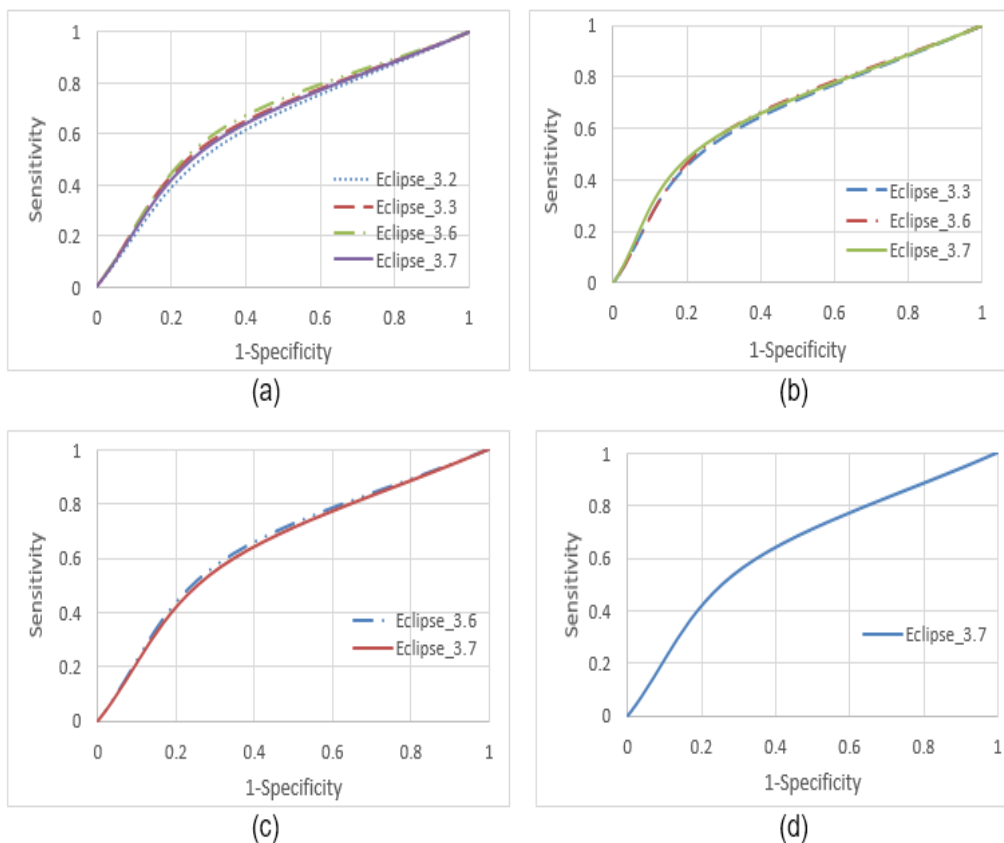 1
0.8
0.6
0.4
0.2
0
Sensitivity
Eclipse_3.2
Eclipse_3.3
Eclipse_3.6
Eclipse_3.7
0 0.2 0.4 0.6 0.8 1
1-Specificity
(a)
1
0.8
0.6
0.4
0.2
0
Sensitivity
Eclipse_3.3
Eclipse_3.6
Eclipse_3.7
0 0.2 0.4 0.6 0.8 1
1-Specificity
(b)
1
0.8
0.6
0.4
0.2
0
Sensitivity
Eclipse_3.6
Eclipse_3.7
0 0.2 0.4 0.6 0.8 1
1-Specificity
(c)
1
0.8
0.6
0.4
0.2
0
Sensitivity
Eclipse_3.7
0 0.2 0.4 0.6 0.8 1
1-Specificity
(d)